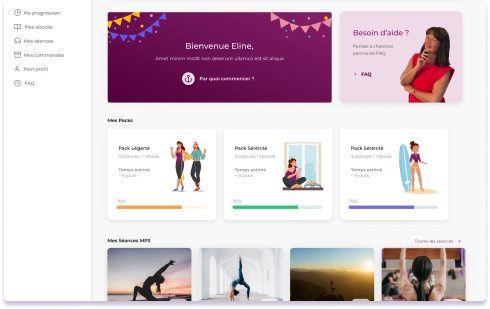 Ma progression
Mes ebooks
Mes séances
Mes commandes
Mon profil
FAQ
Bienvenue Eline,
Amet minim mollit non deserunt ullamco est sit aliqua
Par quoi commencer ?
Besoin d'aide ?
Pensez à cherchez
parmis les FAQ
FAQ
Mes Packs
Pack Légerté
3 séances / 1 ebook
Temps estimé
~ 9 jours
70%
Pack Sérénité
3 séances / 1 ebook
Temps estimé
~ 9 jours
70%
Pack Sérénité
3 séances / 1 ebook
Temps estimé
~ 9 jours
70%
Mes Séances MP3
Toutes les séances